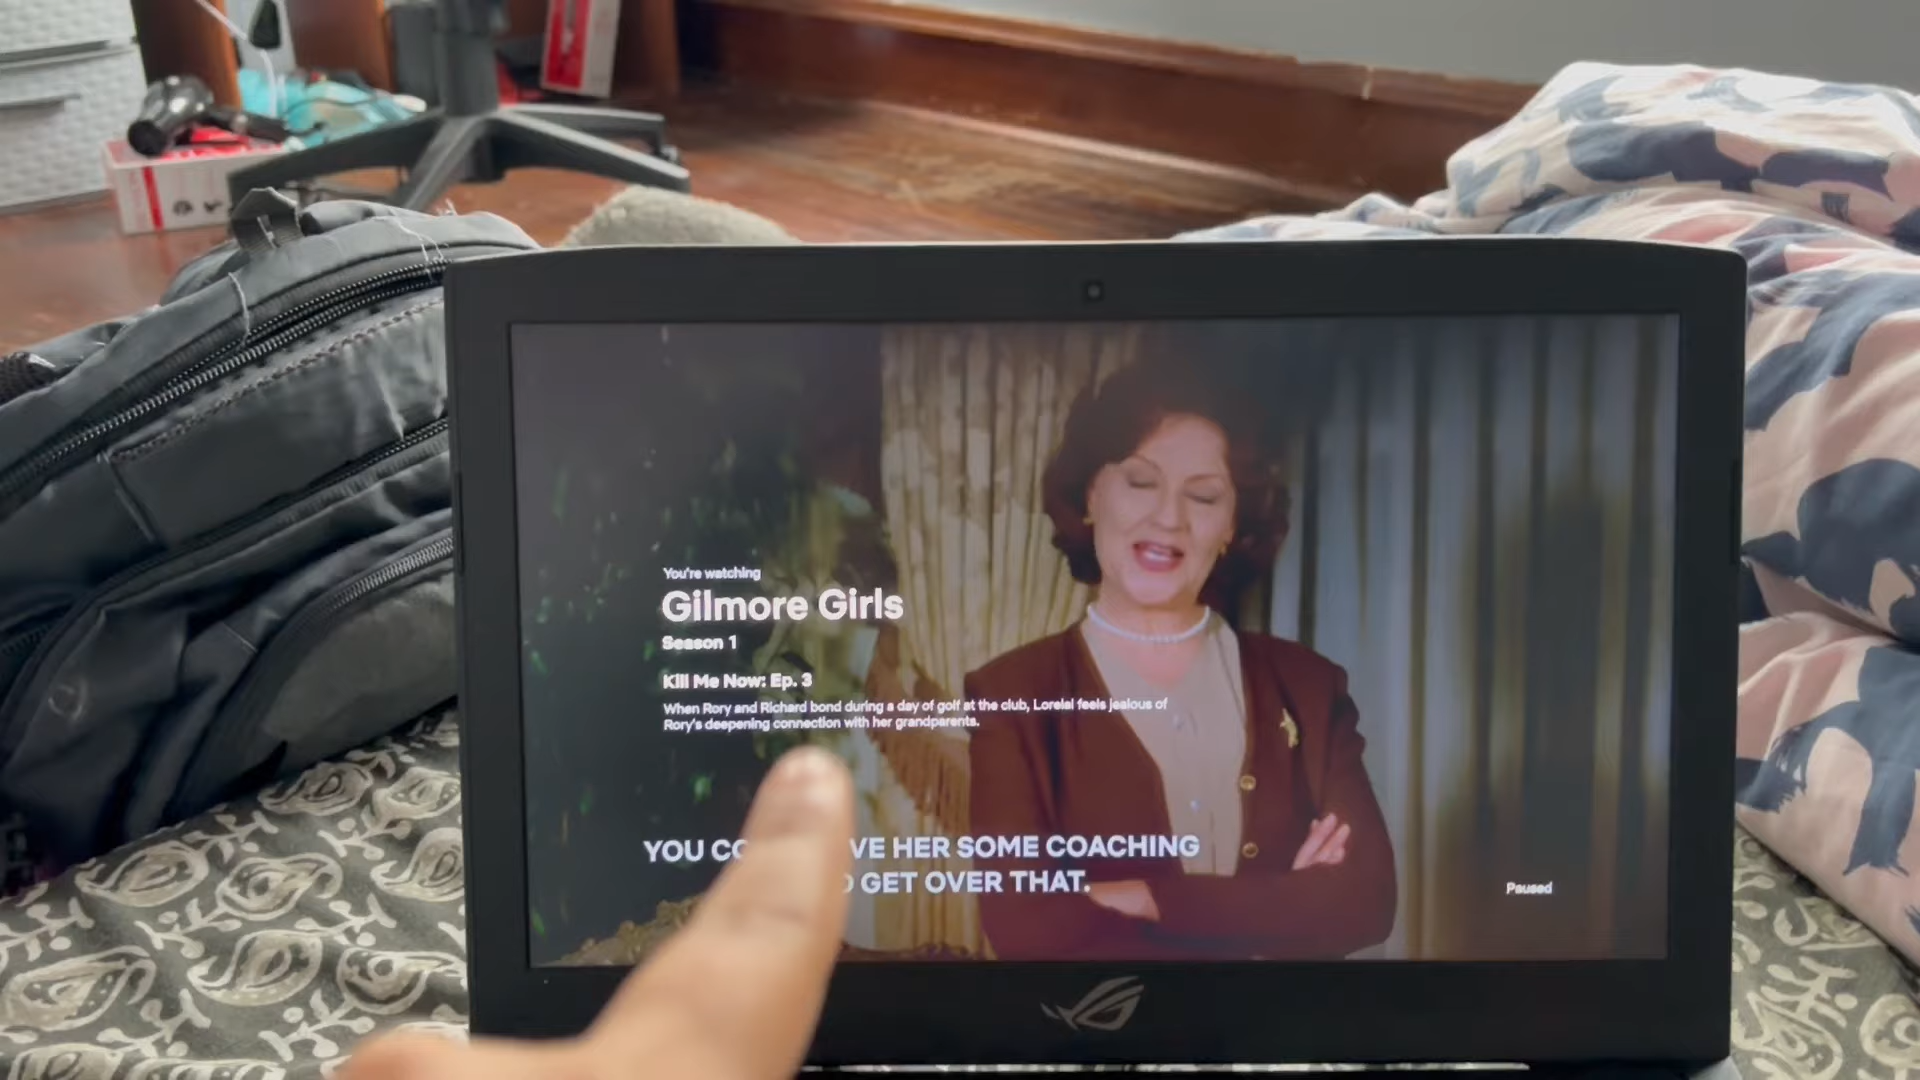 You're watching
Gilmore Girls
Season 1
Kill Me Now: Ep. 3
When Rory and Richard bond during a day of golf at the club, Lorelai feels jealous of
Rory's deepening connection with her grandparents.
YOU HER SOME COACHING
GET OVER THAT.
Paused